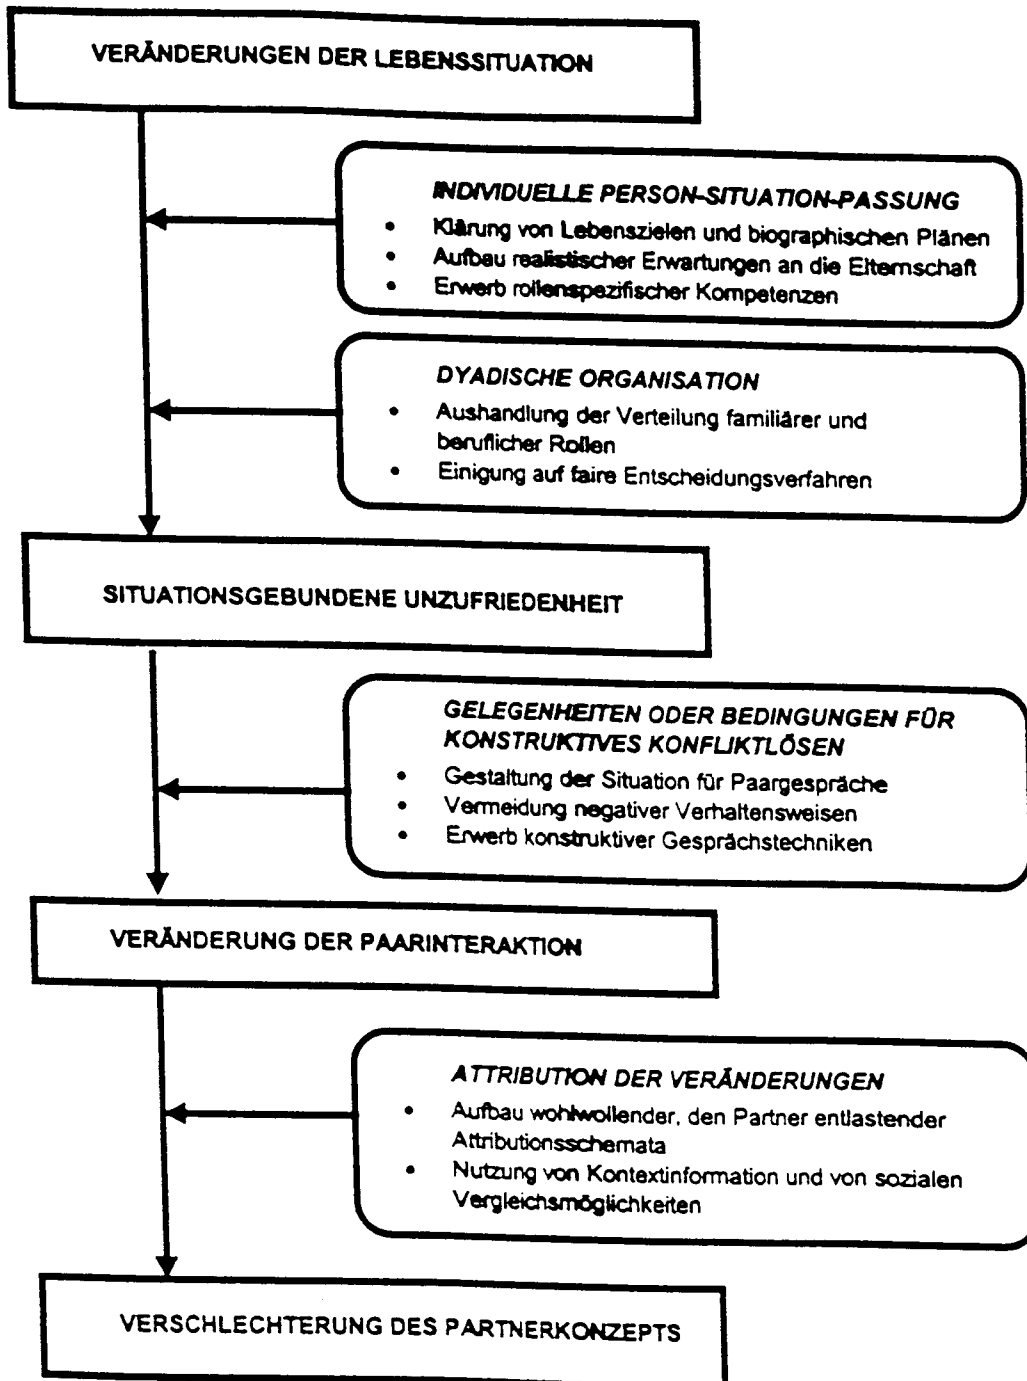 VERÄNDERUNGEN DER LEBENSSITUATION
INDIVIDUELLE PERSON-SITUATION-PASSUNG
• Klärung von Lebenszielen und biographischen Plänen
• Aufbau realistischer Erwartungen an die Elternschaft
• Erwerb rollenspezifischer Kompetenzen
DYADISCHE ORGANISATION
• Aushandlung der Verteilung familiärer und
beruflicher Rollen
• Einigung auf faire Entscheidungsverfahren
SITUATIONSGEBUNDENE UNZUFRIEDENHEIT
GELEGENHEITEN ODER BEDINGUNGEN FÜR
KONSTRUKTIVES KONFLIKTLÖSEN
• Gestaltung der Situation für Paargespräche
• Vermeidung negativer Verhaltensweisen
• Erwerb konstruktiver Gesprächstechniken
VERÄNDERUNG DER PAARINTERAKTION
ATTRIBUTION DER VERÄNDERUNGEN
• Aufbau wohlwollender, den Partner entlastender
Attributionsschemata
• Nutzung von Kontextinformation und von sozialen
Vergleichsmöglichkeiten
VERSCHLECHTERUNG DES PARTNERKONZEPTS